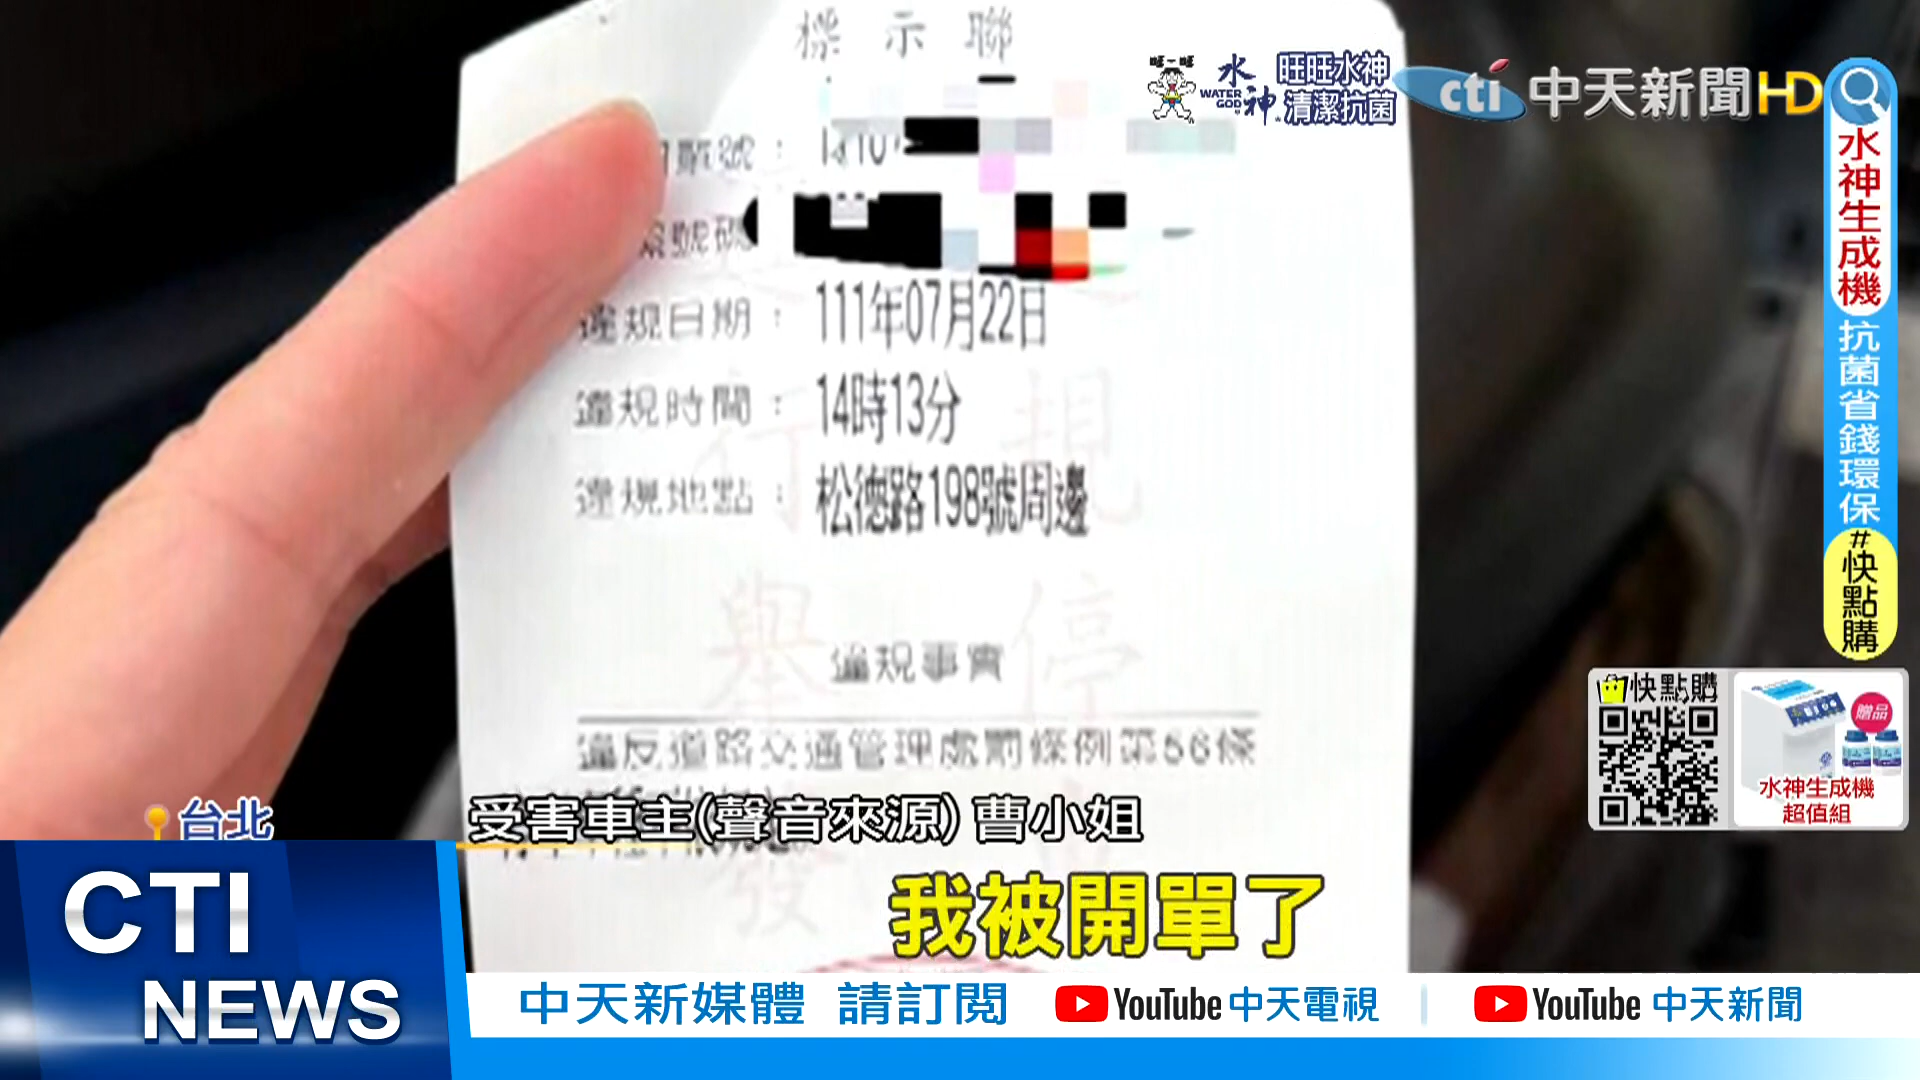 標示聯
旺旺水神
水神
WATER GOD
清潔抗菌
cti 中天新聞HD
違規日期：111年07月22日
違規時間：14時13分
違規地點：松德路198號周邊
違規事實
違反道路交通管理處罰條例第56條
水神生成機
抗菌省錢環保
#快點購
快點購
贈品
水神生成機
超值組
台北
受害車主(聲音來源) 曹小姐
我被開單了
CTI
NEWS
中天新媒體 請訂閱 YouTube 中天電視 YouTube 中天新聞